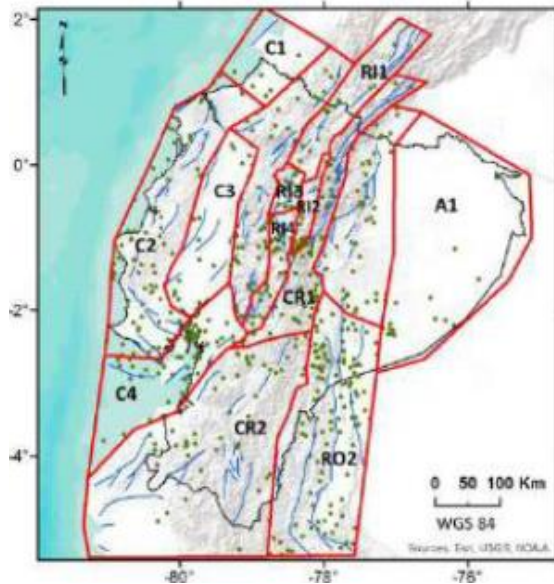 2°
C1
RI1
0°
RI3
C3
RI2
A1
RI4
C2
CR1
-2°
C4
CR2
RO2
-4°
0 50 100 Km
WGS 84
Sources: Esri, USGS, NOAA
-80° -78° -76°